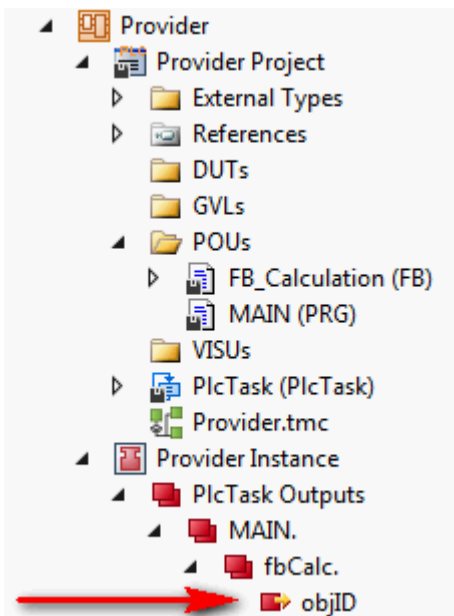 Provider
Provider Project
External Types
References
DUTs
GVLs
POUs
FB_Calculation (FB)
MAIN (PRG)
VISUs
PlcTask (PlcTask)
Provider.tmc
Provider Instance
PlcTask Outputs
MAIN.
fbCalc.
objID